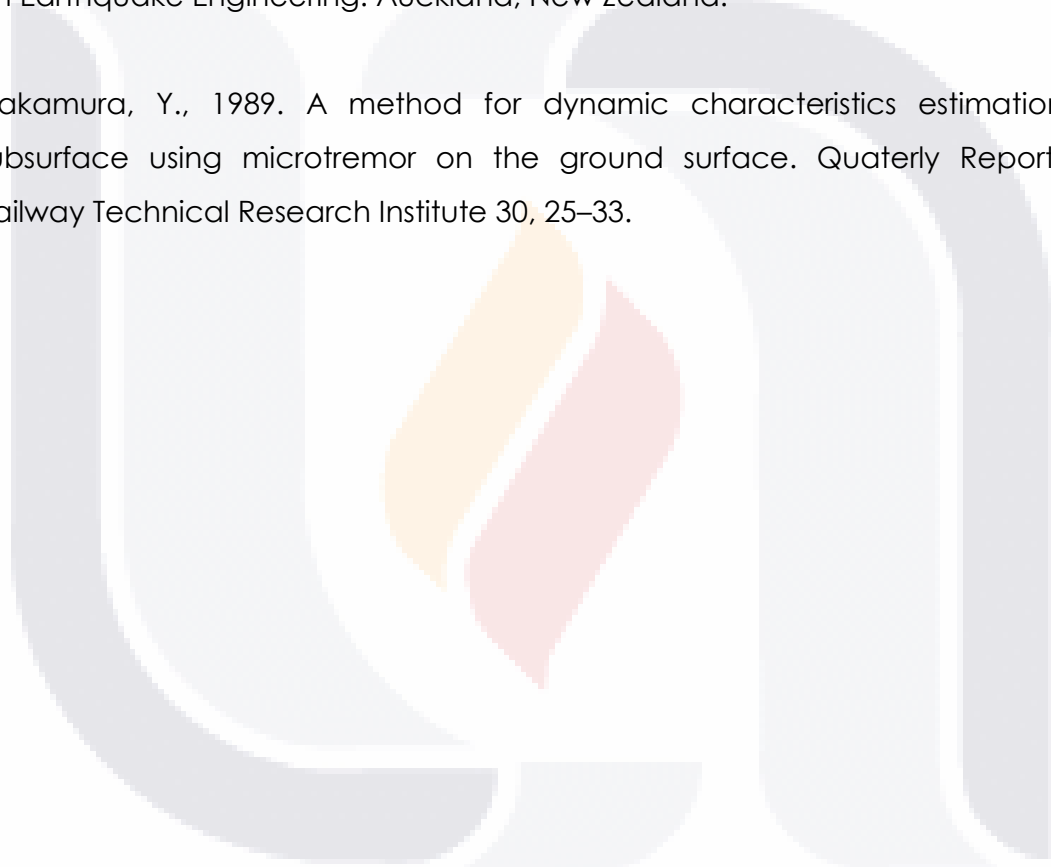 Earthquake Engineering. Auckland, New Zealand.
akamura, Y., 1989. A method for dynamic characteristics estimation
ubsurface using microtremor on the ground surface. Quaterly Report
ailway Technical Research Institute 30, 25–33.